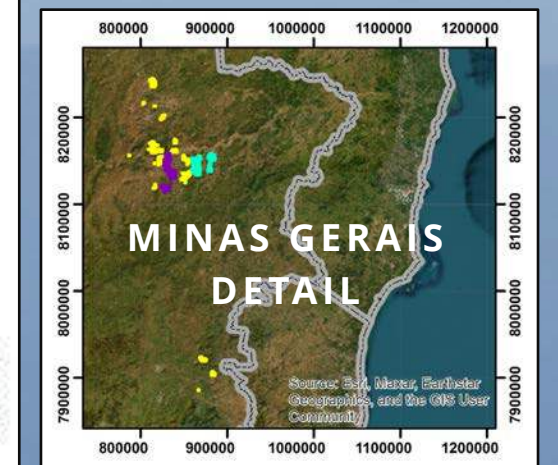 800000 900000 1000000 1100000 1200000
8200000 8200000
8100000 8100000
MINAS GERAIS
DETAIL
8000000 8000000
Source: Esri, Maxar, Earthstar
Geographics, and the GIS User
Community
7900000 7900000
800000 900000 1000000 1100000 1200000